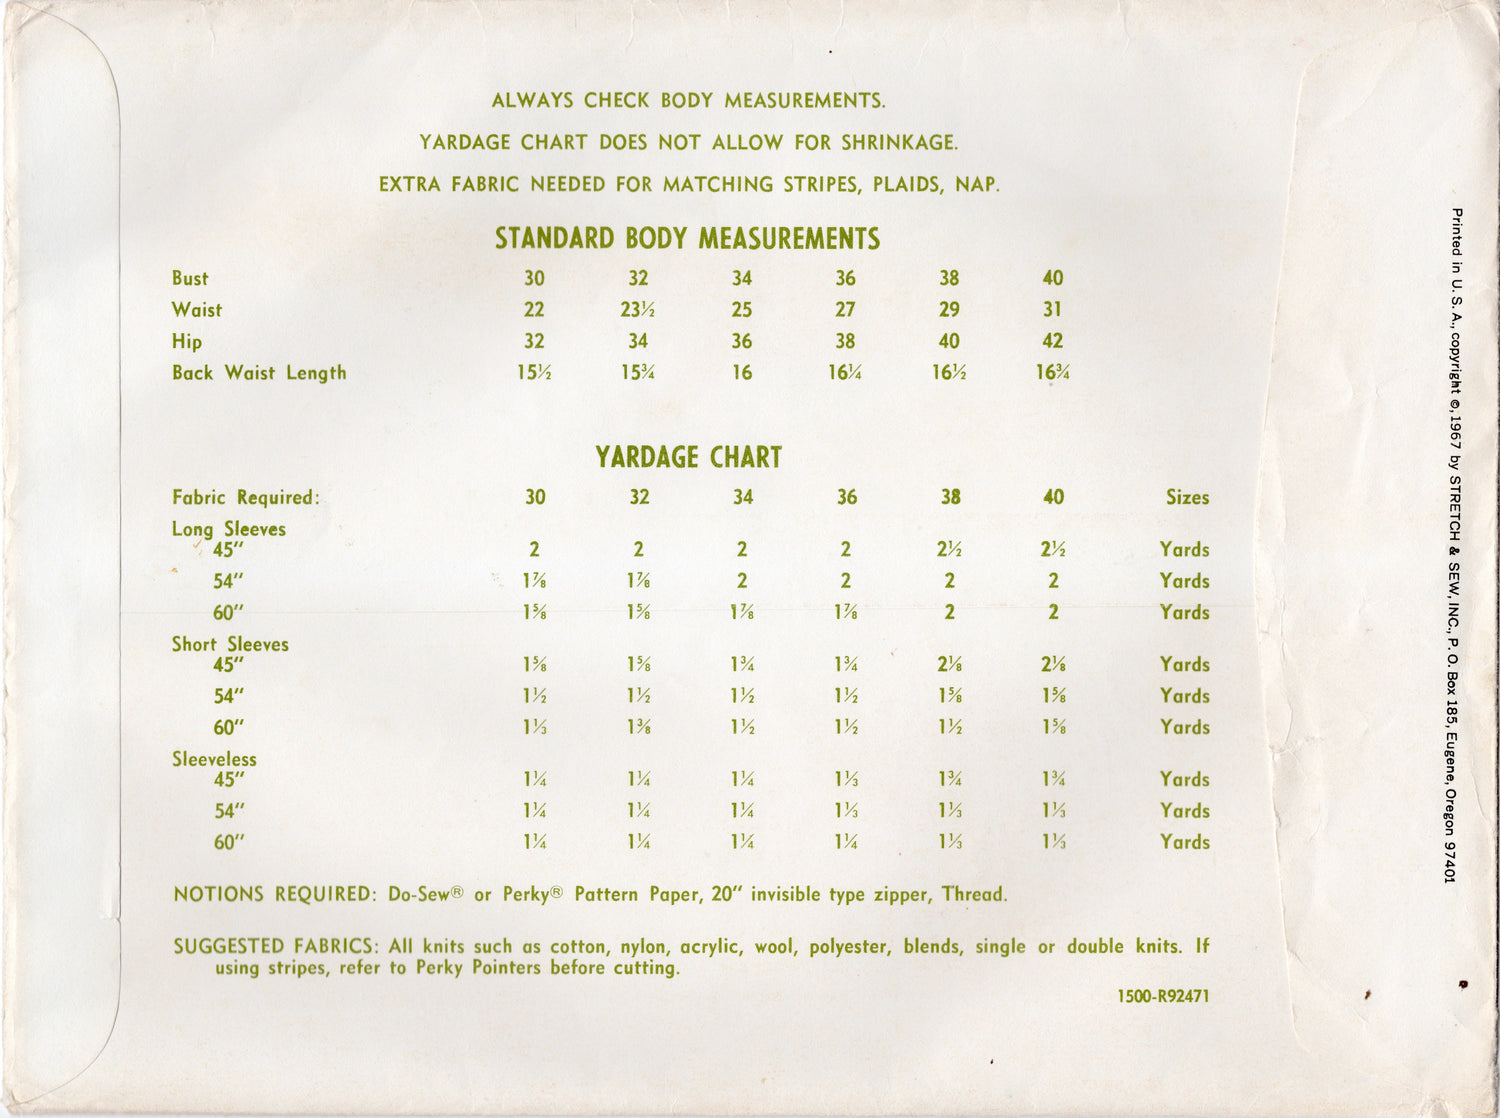 ALWAYS CHECK BODY MEASUREMENTS.
YARDAGE CHART DOES NOT ALLOW FOR SHRINKAGE.
EXTRA FABRIC NEEDED FOR MATCHING STRIPES, PLAIDS, NAP.
STANDARD BODY MEASUREMENTS
Bust 30 32 34 36 38 40
Waist 22 23½ 25 27 29 31
Hip 32 34 36 38 40 42
Back Waist Length 15½ 15¾ 16 16¼ 16½ 16¾
YARDAGE CHART
Fabric Required: 30 32 34 36 38 40 Sizes
Long Sleeves
45″ 2 2 2 2 2½ 2½ Yards
54″ 1⅞ 1⅞ 2 2 2 2 Yards
60″ 1⅝ 1⅝ 1⅞ 1⅞ 2 2 Yards
Short Sleeves
45″ 1⅝ 1⅝ 1¾ 1¾ 2⅛ 2⅛ Yards
54″ 1½ 1½ 1½ 1½ 1⅝ 1⅝ Yards
60″ 1⅓ 1⅜ 1½ 1½ 1½ 1⅝ Yards
Sleeveless
45″ 1¼ 1¼ 1¼ 1⅓ 1¾ 1¾ Yards
54″ 1¼ 1¼ 1¼ 1⅓ 1⅓ 1⅓ Yards
60″ 1¼ 1¼ 1¼ 1¼ 1⅓ 1⅓ Yards
NOTIONS REQUIRED: Do-Sew® or Perky® Pattern Paper, 20″ invisible type zipper, Thread.
SUGGESTED FABRICS: All knits such as cotton, nylon, acrylic, wool, polyester, blends, single or double knits. If
using stripes, refer to Perky Pointers before cutting.
1500-R92471
Printed in U. S. A., copyright ©, 1967 by STRETCH & SEW, INC., P. O. Box 185, Eugene, Oregon 97401